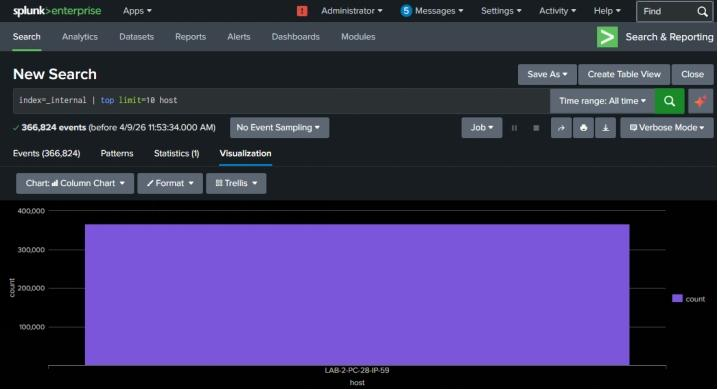 splunk>enterprise Apps ! Administrator 5 Messages Settings Activity Help Find
Search Analytics Datasets Reports Alerts Dashboards Modules > Search & Reporting
New Search Save As Create Table View Close
index=_internal | top limit=10 host Time range: All time
✓ 366,824 events (before 4/9/26 11:53:34.000 AM) No Event Sampling Job Verbose Mode
Events (366,824) Patterns Statistics (1) Visualization
Chart: Column Chart Format Trellis
400,000
300,000
200,000
100,000
count
count
LAB-2-PC-28-IP-59
host